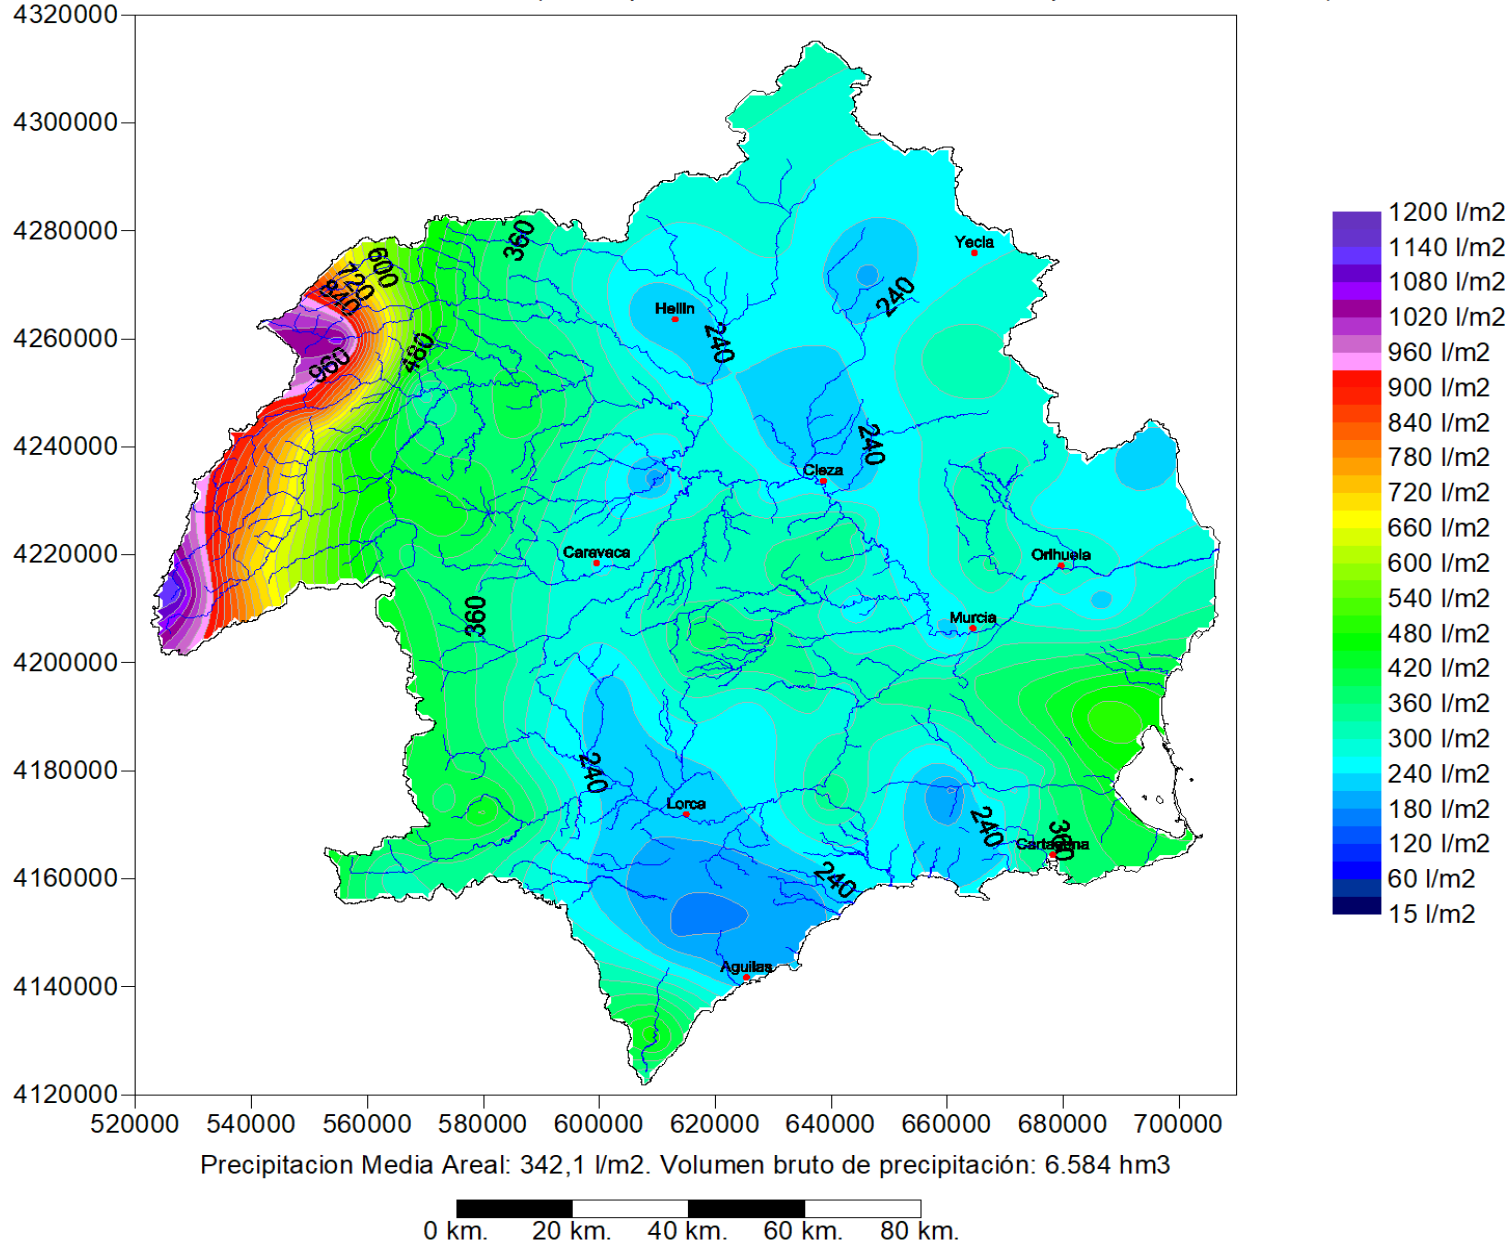 4320000
4300000
4280000
4260000
4240000
4220000
4200000
4180000
4160000
4140000
4120000
520000 540000 560000 580000 600000 620000 640000 660000 680000 700000
360
600
720
840
960
480
240
240
240
360
240
240
240
360
Yecla
Hellin
Cieza
Caravaca
Orihuela
Murcia
Lorca
Cartagena
Aguilas
1200 l/m2
1140 l/m2
1080 l/m2
1020 l/m2
960 l/m2
900 l/m2
840 l/m2
780 l/m2
720 l/m2
660 l/m2
600 l/m2
540 l/m2
480 l/m2
420 l/m2
360 l/m2
300 l/m2
240 l/m2
180 l/m2
120 l/m2
60 l/m2
15 l/m2
Precipitacion Media Areal: 342,1 l/m2. Volumen bruto de precipitación: 6.584 hm3
0 km. 20 km. 40 km. 60 km. 80 km.